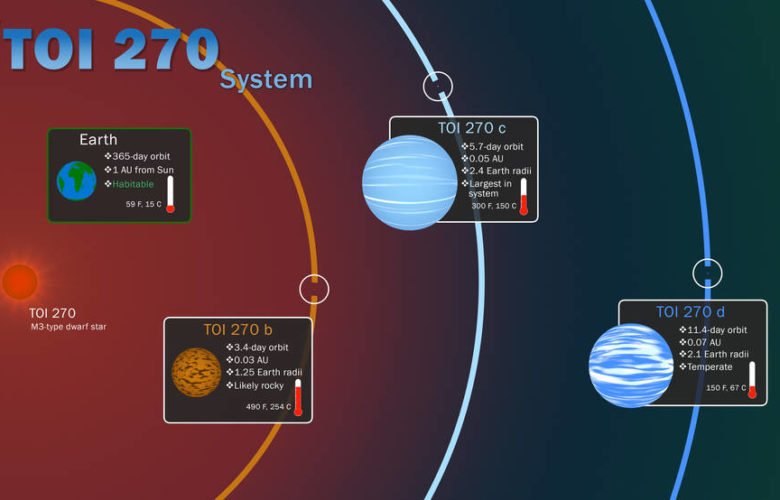 TOI 270
System
Earth
❖365-day orbit
❖1 AU from Sun
❖Habitable
59 F, 15 C
TOI 270 c
❖5.7-day orbit
❖0.05 AU
❖2.4 Earth radii
❖Largest in
system
300 F, 150 C
TOI 270
M3-type dwarf star
TOI 270 b
❖3.4-day orbit
❖0.03 AU
❖1.25 Earth radii
❖Likely rocky
490 F, 254 C
TOI 270 d
❖11.4-day orbit
❖0.07 AU
❖2.1 Earth radii
❖Temperate
150 F, 67 C